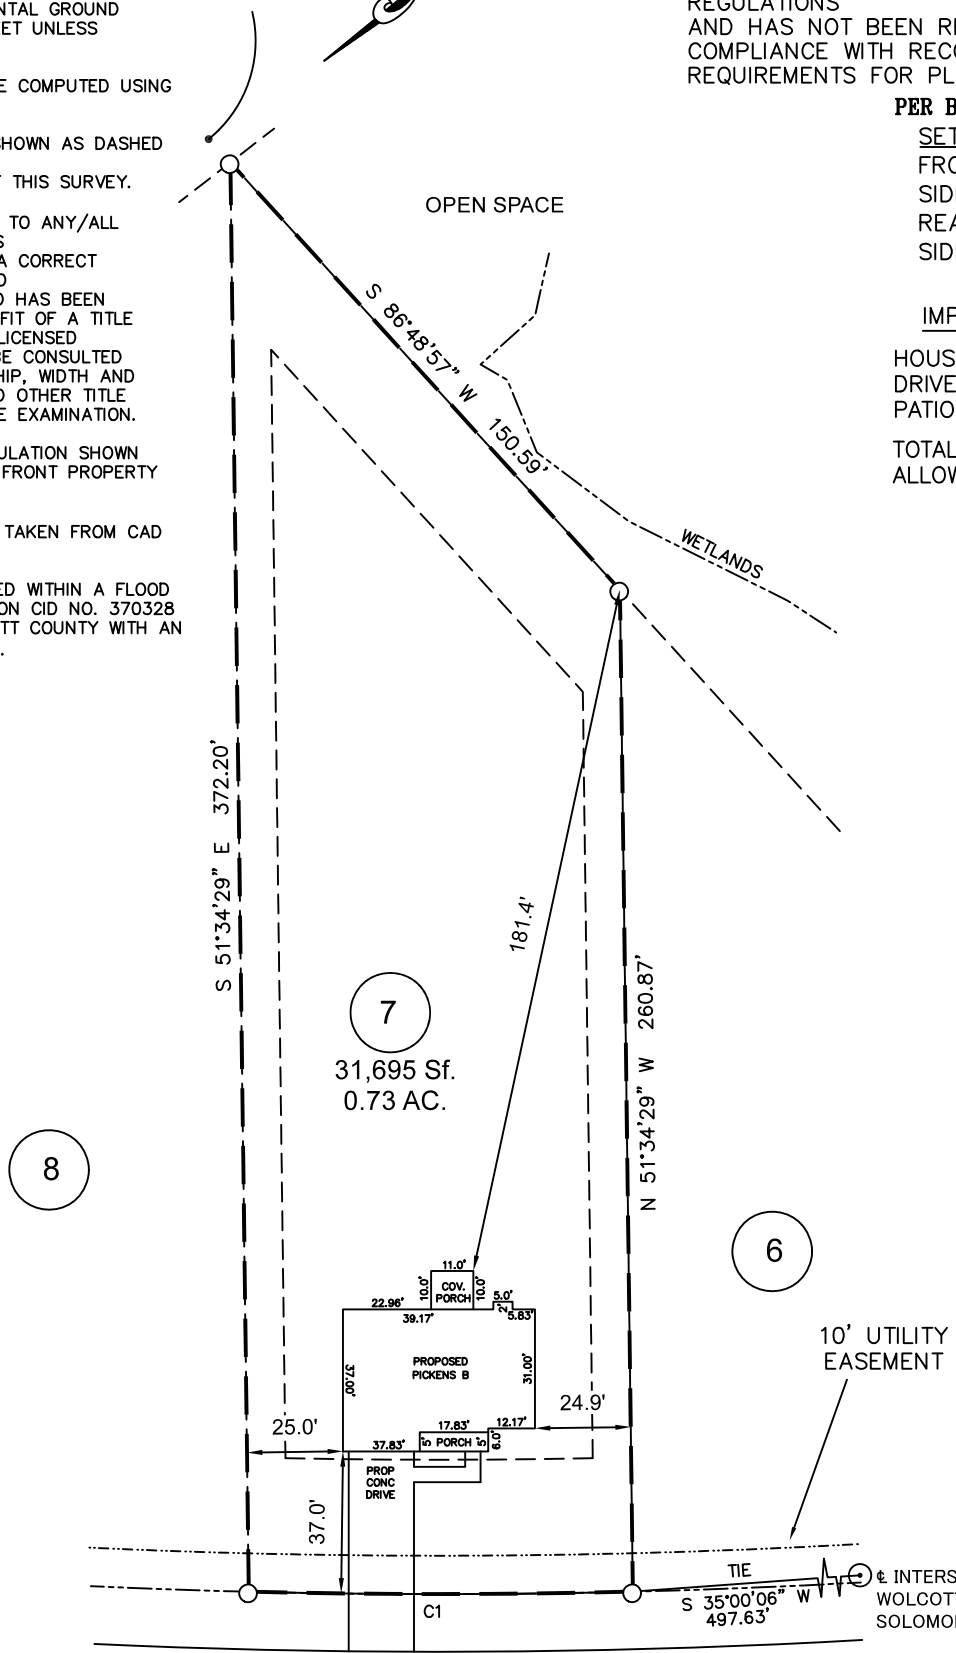 NTAL GROUND
ET UNLESS
E COMPUTED USING
SHOWN AS DASHED
THIS SURVEY.
TO ANY/ALL
S
A CORRECT
D
D HAS BEEN
FIT OF A TITLE
LICENSED
BE CONSULTED
HIP, WIDTH AND
D OTHER TITLE
E EXAMINATION.
ULATION SHOWN
FRONT PROPERTY
TAKEN FROM CAD
ED WITHIN A FLOOD
ON CID NO. 370328
TT COUNTY WITH AN
REGULATIONS
AND HAS NOT BEEN RE
COMPLIANCE WITH RECO
REQUIREMENTS FOR PL
PER B
SET
FRO
SID
REA
SID
IMP
HOUS
DRIVE
PATIO
TOTAL
ALLOW
OPEN SPACE
S 86°48'57" W 150.59'
WETLANDS
S 51°34'29" E 372.20'
181.4'
N 51°34'29" W 260.87'
7
31,695 Sf.
0.73 AC.
8
6
10' UTILITY
EASEMENT
11.0'
10.0'
COV.
PORCH
10.0'
5.0'
2'
22.96'
39.17'
5.83'
PROPOSED
PICKENS B
37.00'
31.00'
24.9'
25.0'
17.83'
12.17'
37.83'
5' PORCH 5'
6.0'
PROP
CONC
DRIVE
37.0'
C1
TIE
S 35°00'06" W
497.63'
℄ INTERS
WOLCOTT
SOLOMO